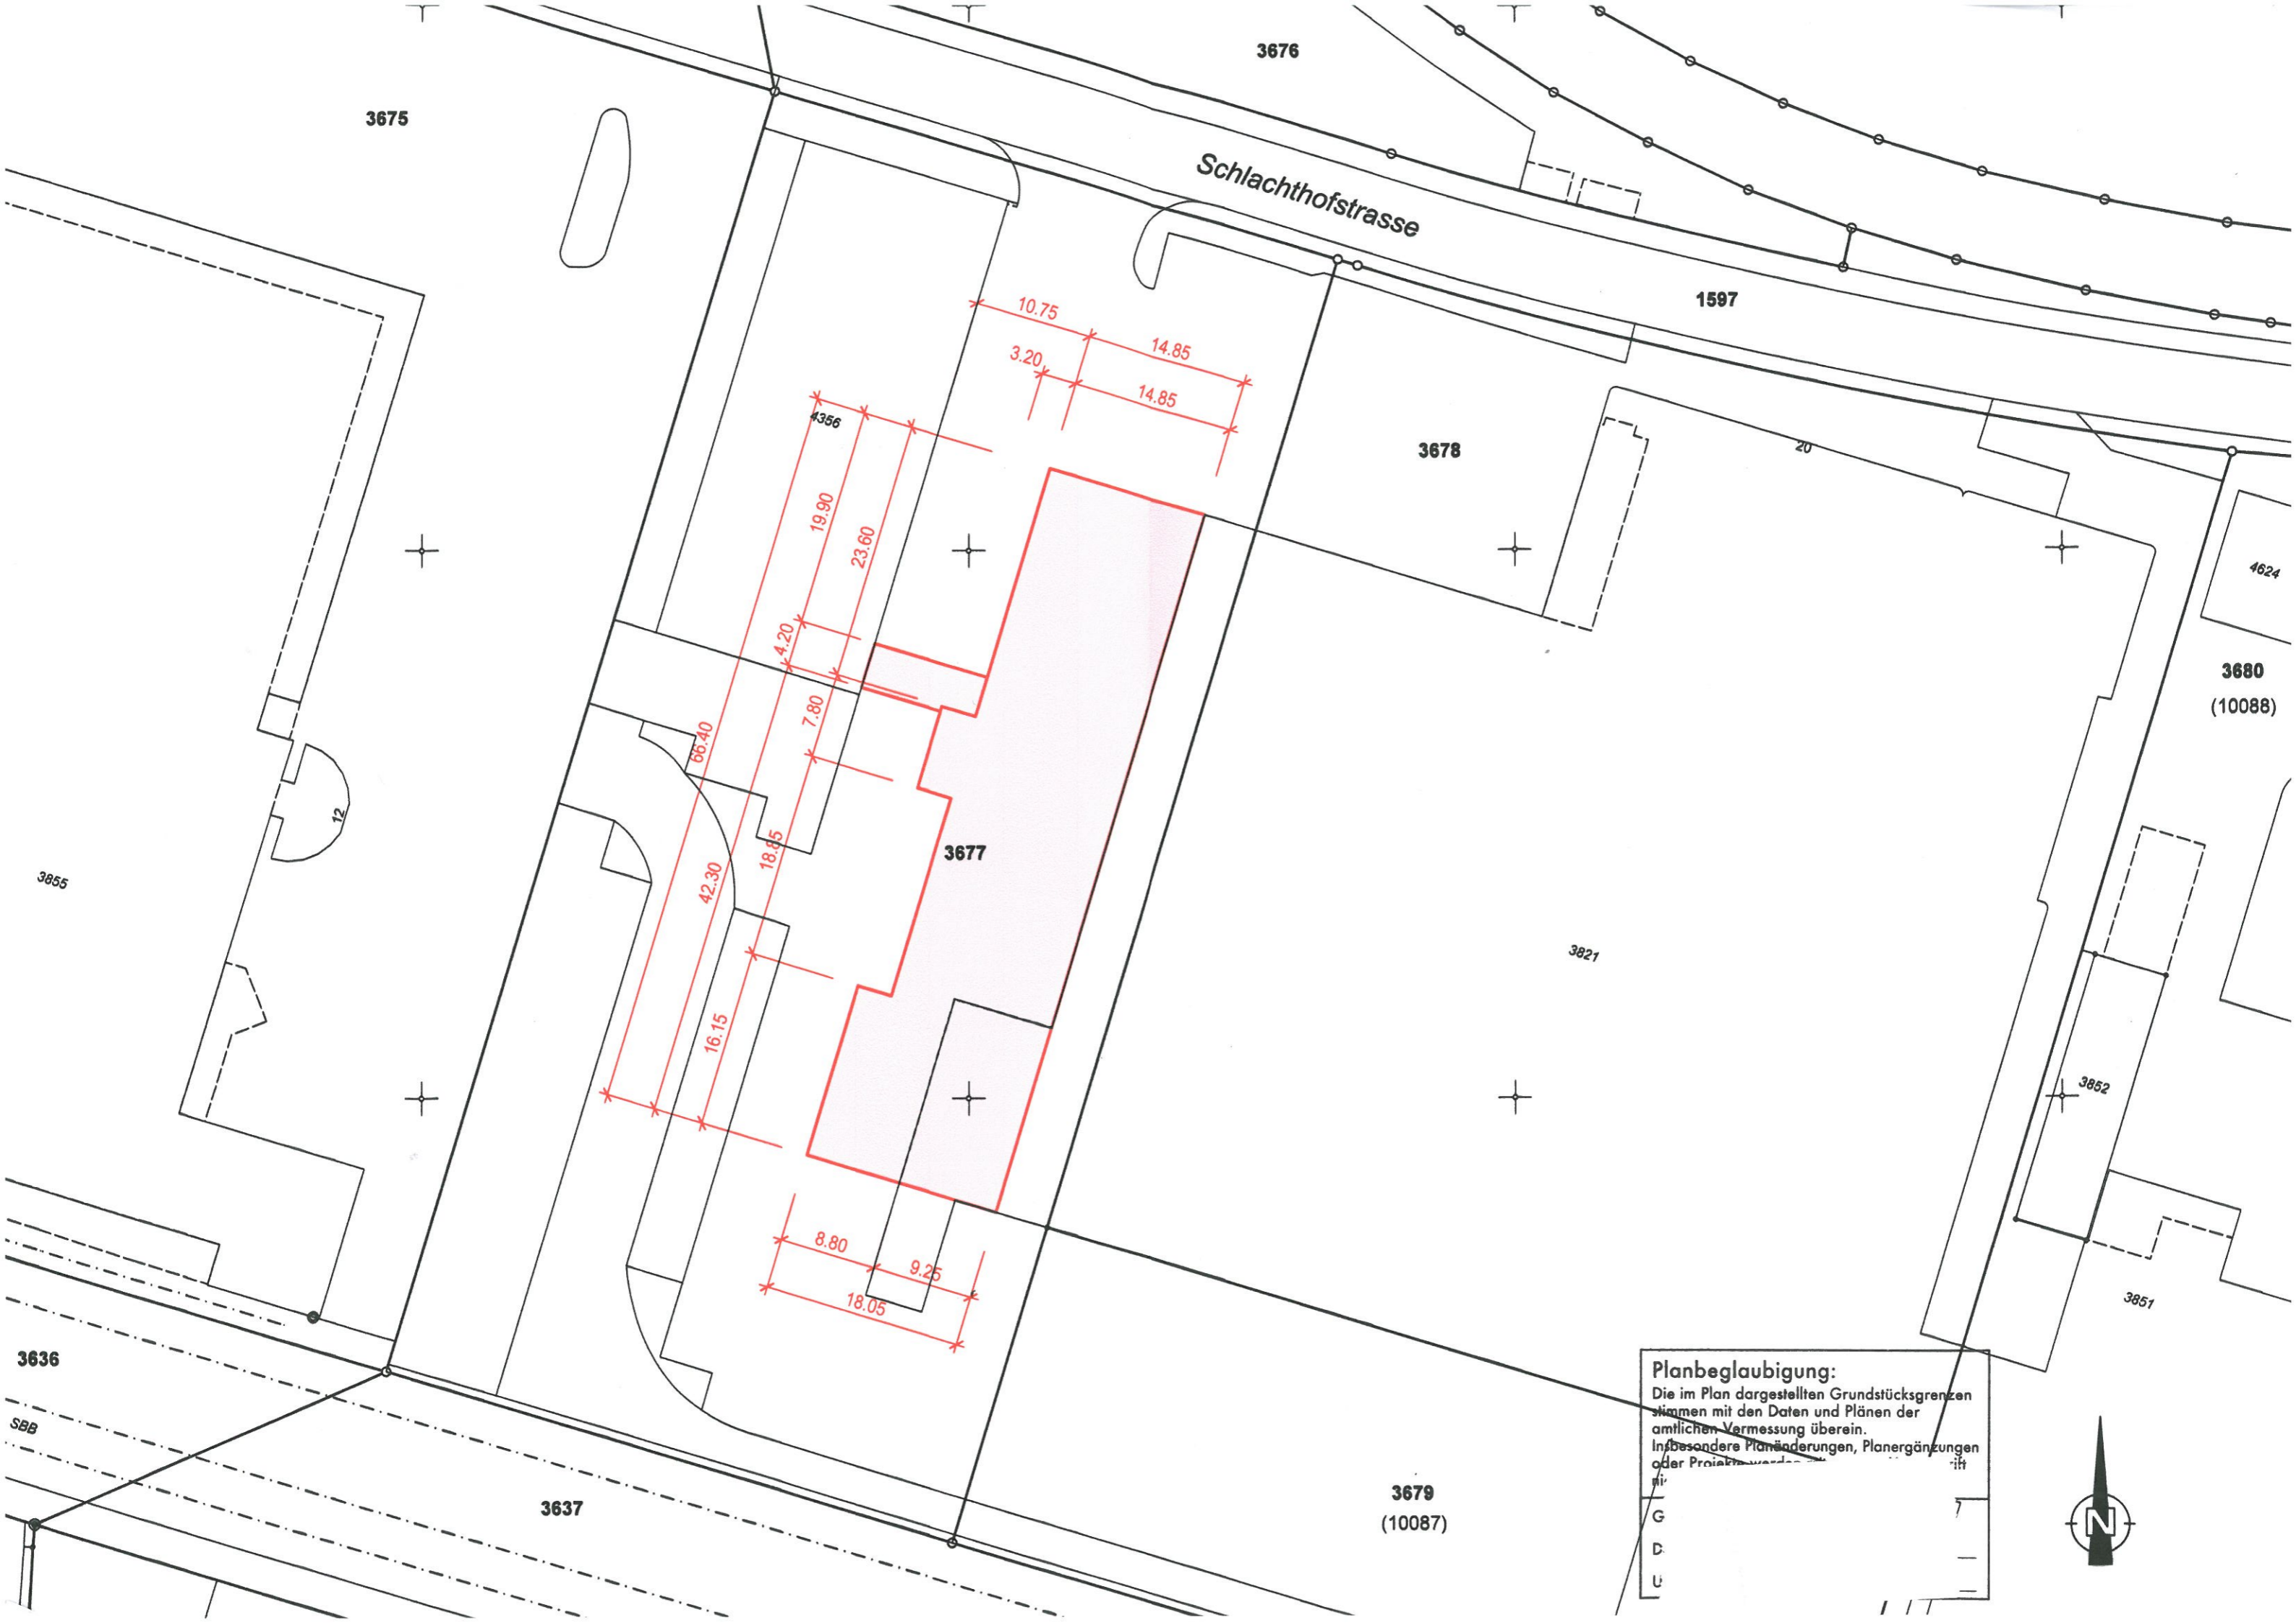 3676
3675
Schlachthofstrasse
1597
10.75
14.85
3.20
14.85
4356
3678
20
19.90
23.60
4624
4.20
3680
(10088)
7.80
66.40
12
18.85
3677
42.30
3855
3821
16.15
3852
8.80
9.25
18.05
3851
3636
SBB
3637
3679
(10087)
Planbeglaubigung:
Die im Plan dargestellten Grundstücksgrenzen
stimmen mit den Daten und Plänen der
amtlichen Vermessung überein.
Insbesondere Planänderungen, Planergänzungen
oder Projekte werden
G
D
U
N